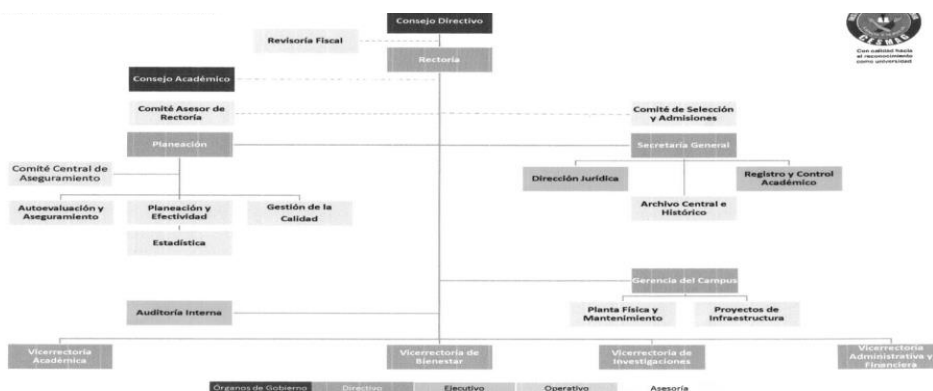 Consejo Directivo
Revisoría Fiscal
Rectoría
CESMAG
Con calidad hacia
el reconocimiento
como universidad
Consejo Académico
Comité Asesor de
Rectoría
Comité de Selección
y Admisiones
Planeación
Secretaría General
Comité Central de
Aseguramiento
Dirección Jurídica
Registro y Control
Académico
Autoevaluación y
Aseguramiento
Planeación y
Efectividad
Gestión de la
Calidad
Archivo Central e
Histórico
Estadística
Gerencia del Campus
Auditoría Interna
Planta Física y
Mantenimiento
Proyectos de
Infraestructura
Vicerrectoría
Académica
Vicerrectoría de
Bienestar
Vicerrectoría de
Investigaciones
Vicerrectoría
Administrativa y
Financiera
Órganos de Gobierno
Directivo
Ejecutivo
Operativo
Asesoría